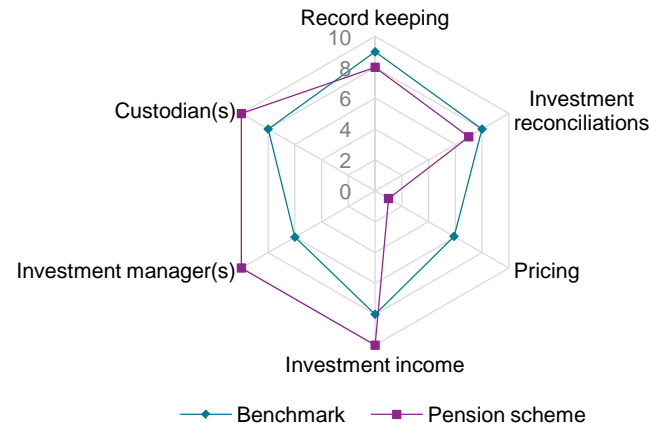 Record keeping
10
8
6
4
2
0
Investment
reconciliations
Pricing
Investment income
Investment manager(s)
Custodian(s)
Benchmark
Pension scheme